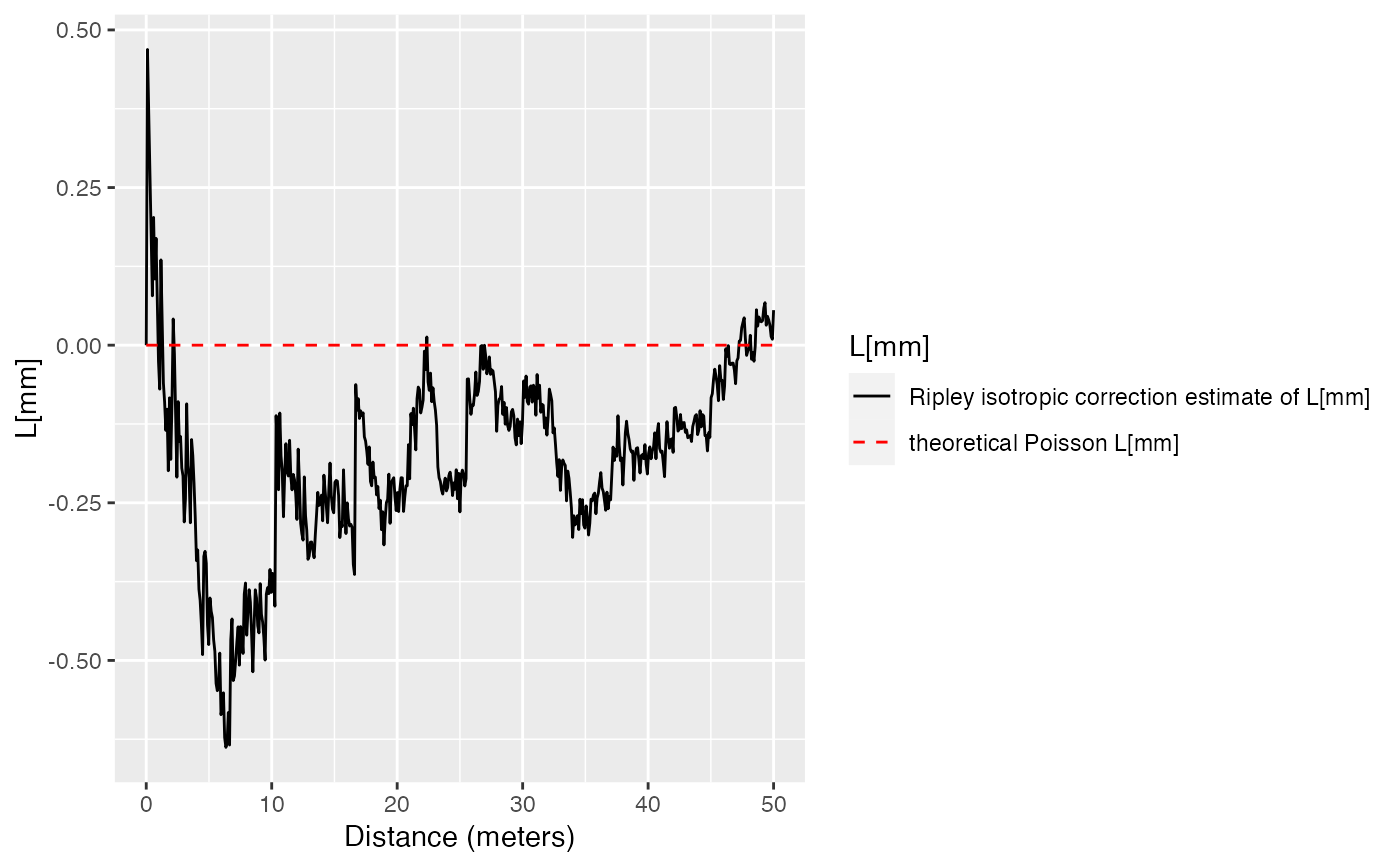 0.50
0.25
0.00
-0.25
-0.50
L[mm]
0
10
20
30
40
50
Distance (meters)
L[mm]
Ripley isotropic correction estimate of L[mm]
theoretical Poisson L[mm]